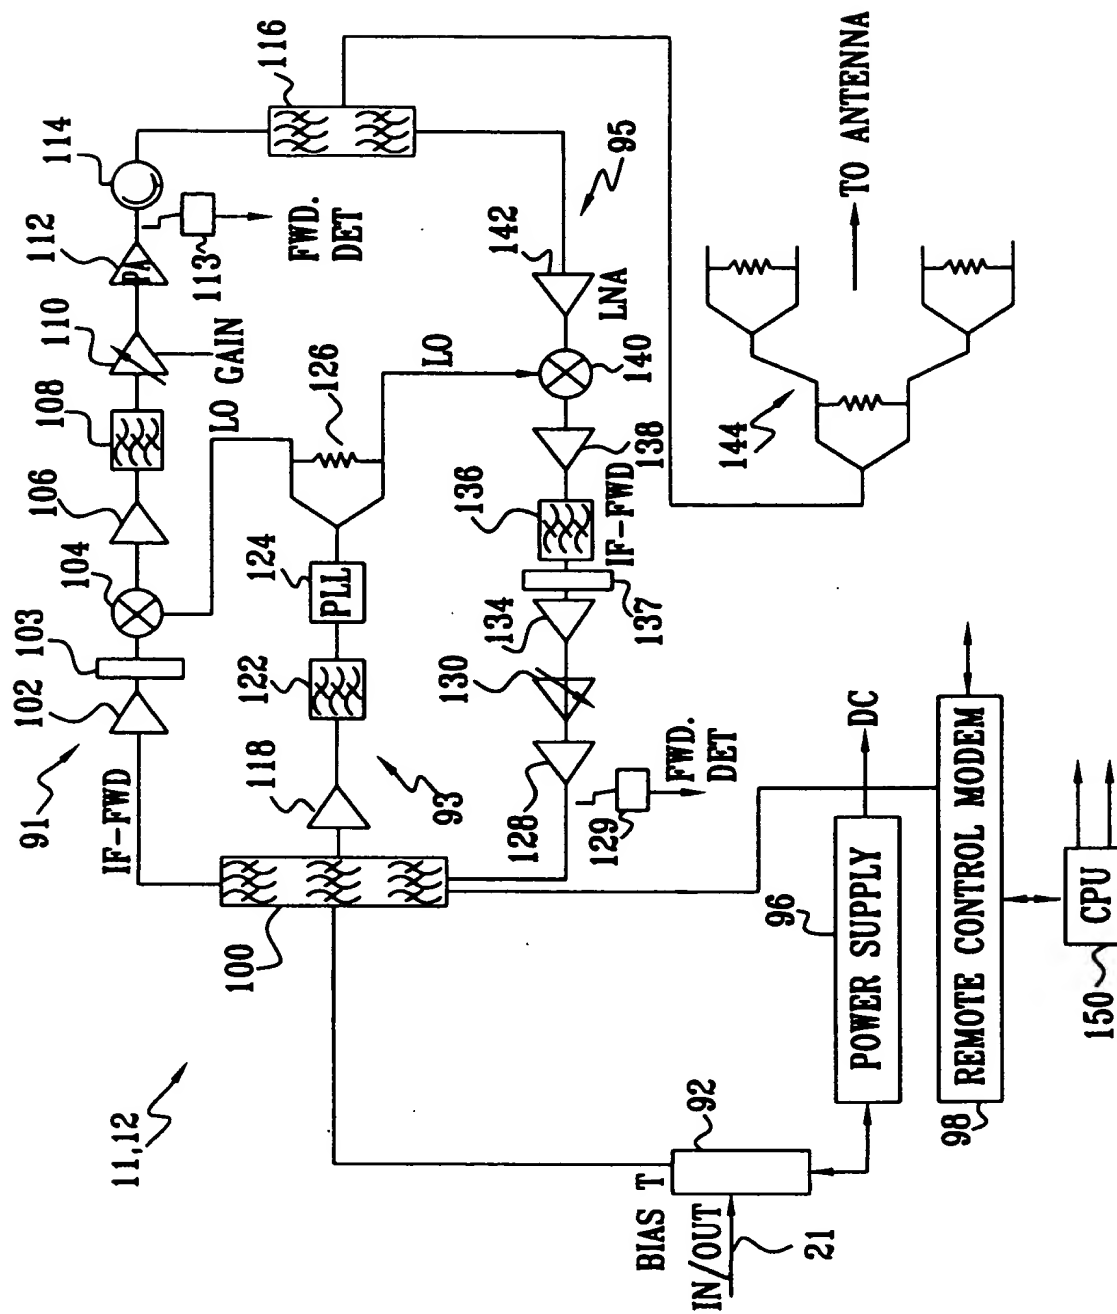 11,12
91
IF-FWD
102
103
104
106
108
110
LO GAIN
112
PA
113
FWD.
DET
114
116
100
118
93
122
124
PLL
126
LO
95
142
LNA
140
138
136
IF-FWD
137
134
130
128
129
FWD.
DET
144
TO ANTENNA
BIAS T
92
IN/OUT
21
96
POWER SUPPLY
DC
98
REMOTE CONTROL MODEM
150
CPU